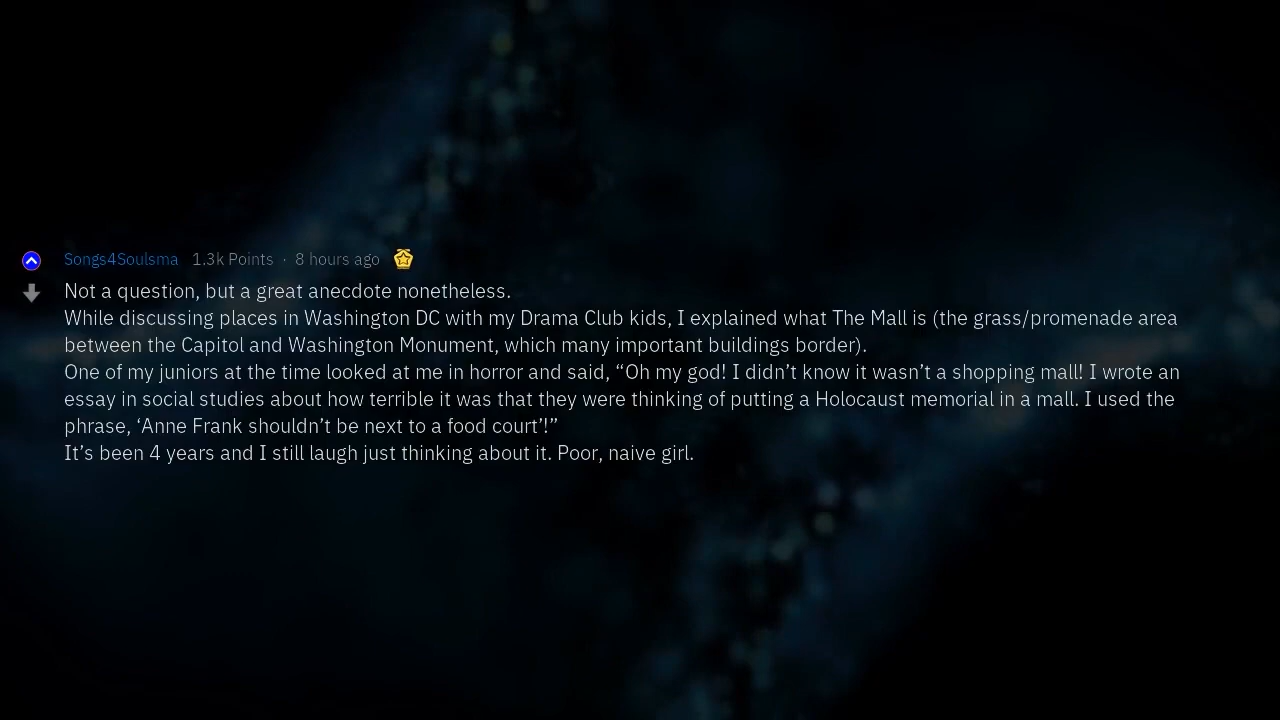 Songs4Soulsma 1.3k Points · 8 hours ago
Not a question, but a great anecdote nonetheless.
While discussing places in Washington DC with my Drama Club kids, I explained what The Mall is (the grass/promenade area
between the Capitol and Washington Monument, which many important buildings border).
One of my juniors at the time looked at me in horror and said, “Oh my god! I didn’t know it wasn’t a shopping mall! I wrote an
essay in social studies about how terrible it was that they were thinking of putting a Holocaust memorial in a mall. I used the
phrase, ‘Anne Frank shouldn’t be next to a food court’!”
It’s been 4 years and I still laugh just thinking about it. Poor, naive girl.